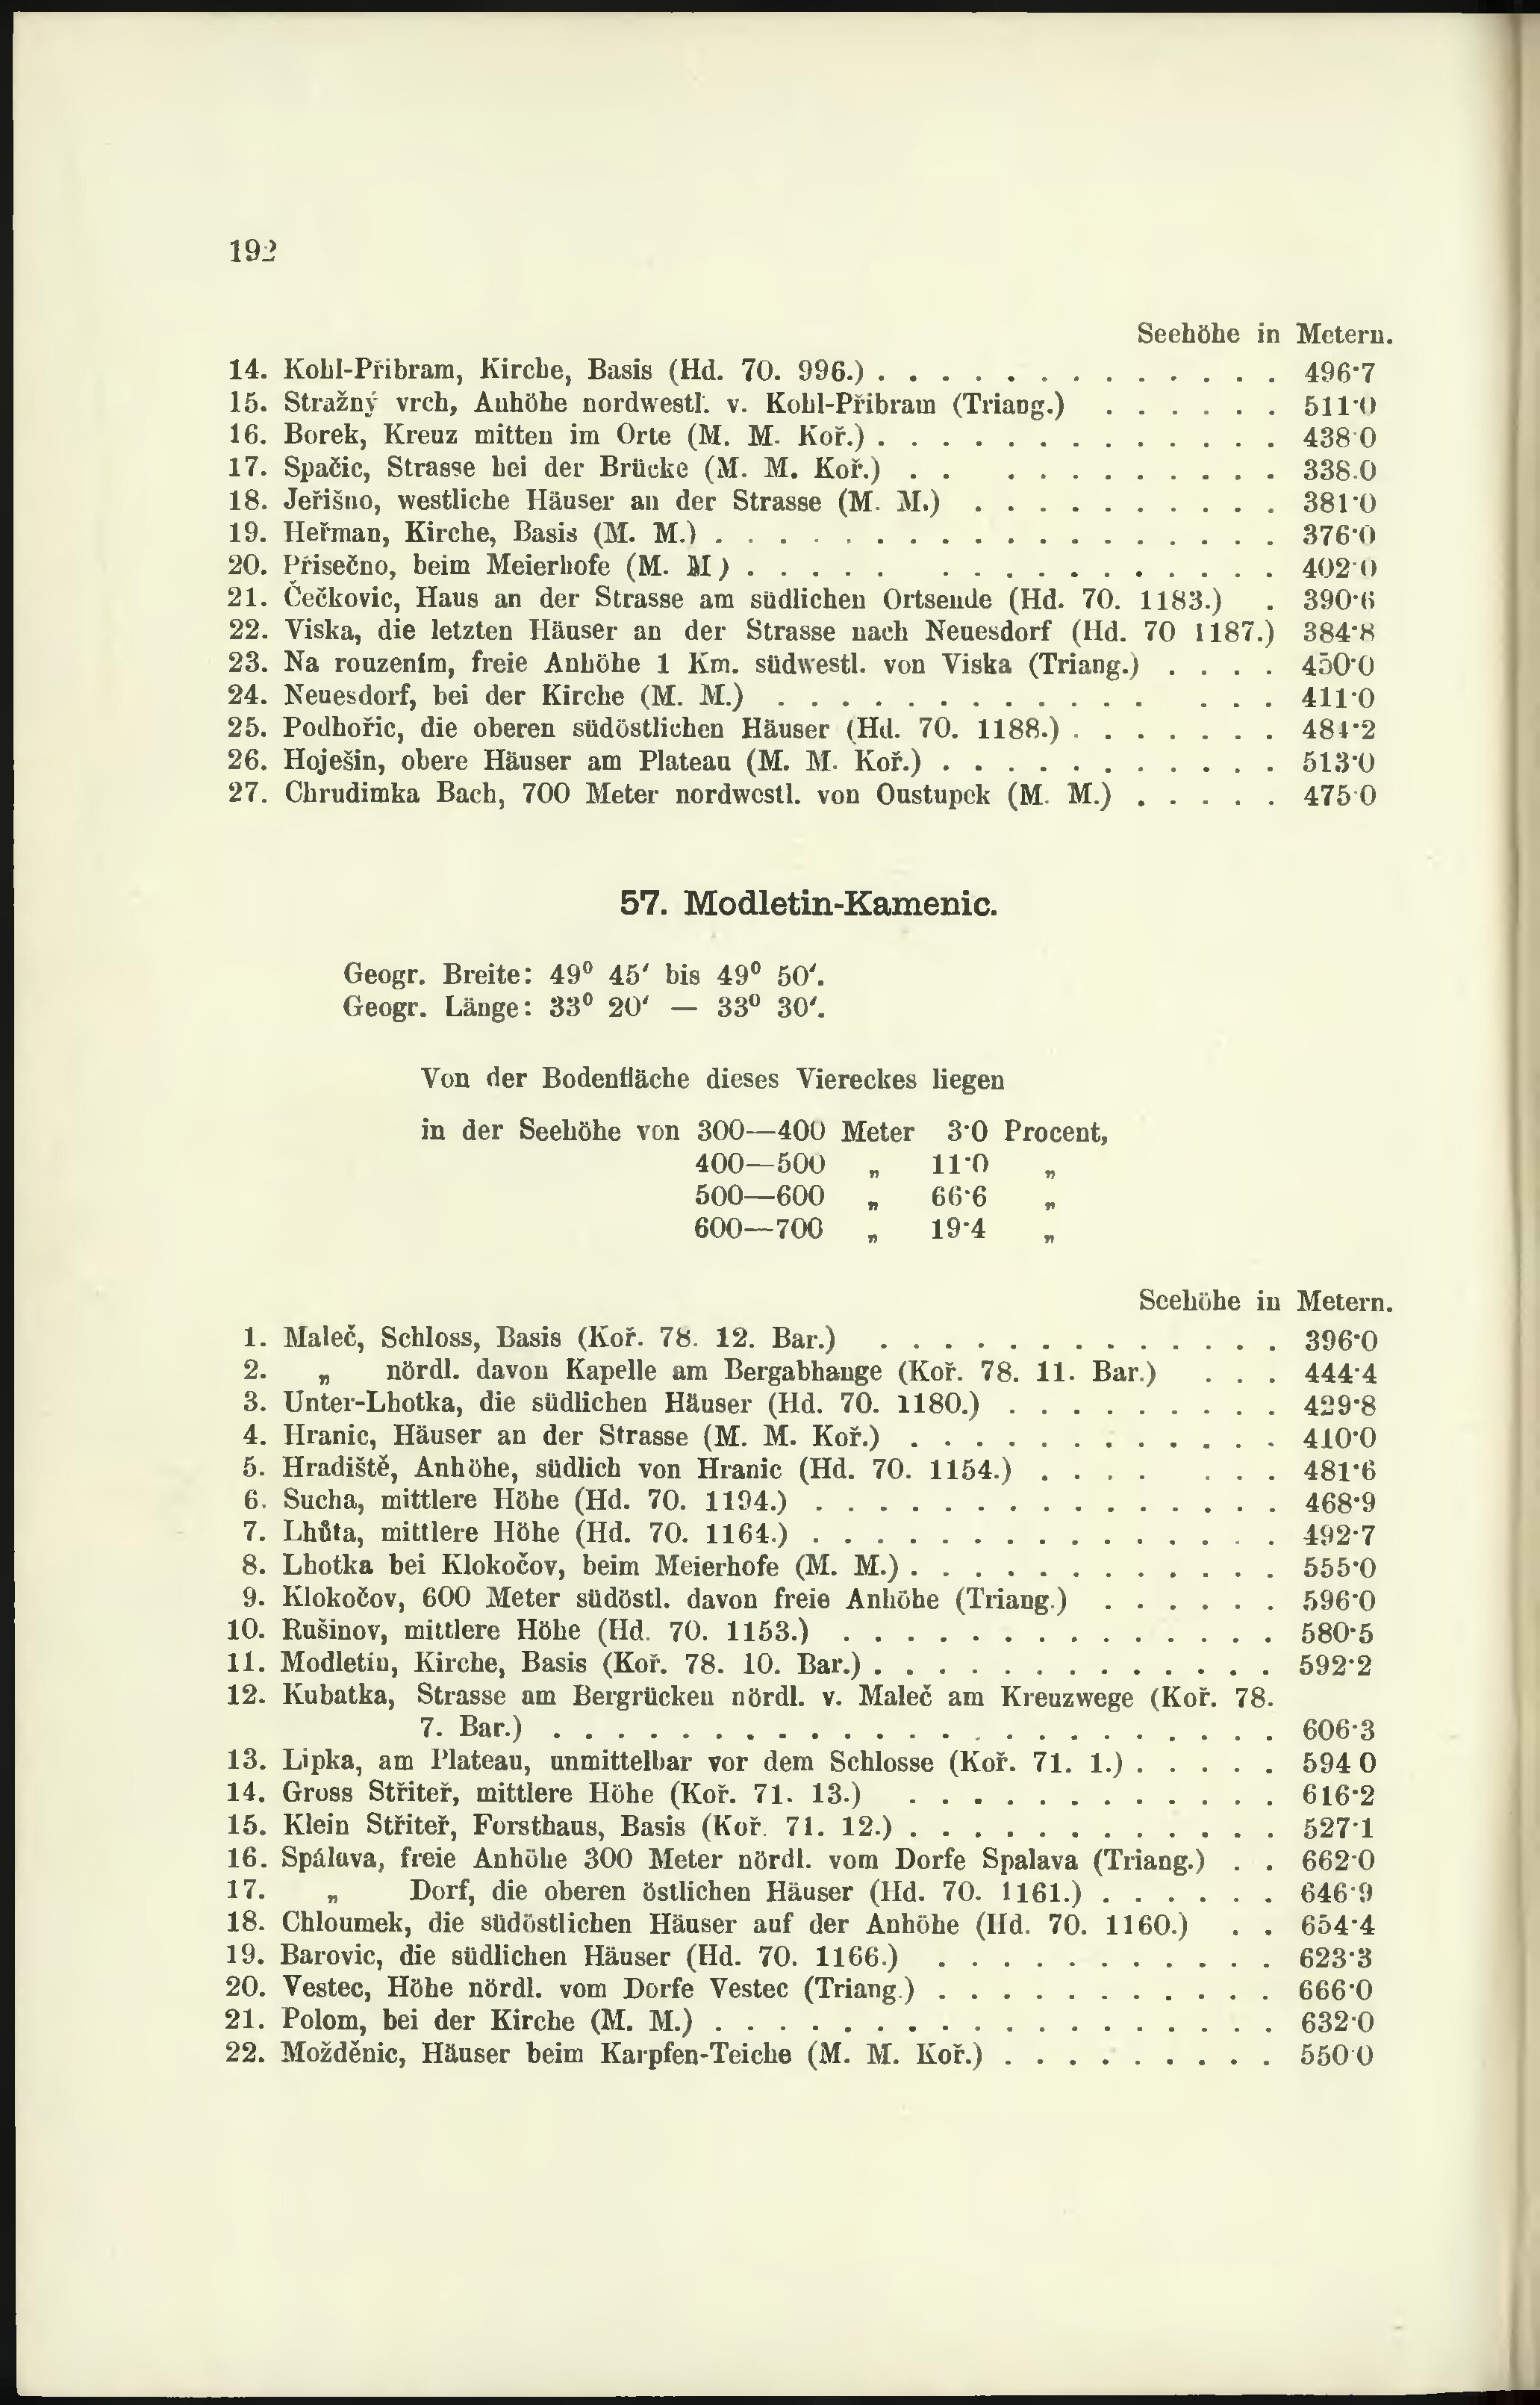 192
Seehöhe in Metern.
14. Kohl-Přibram, Kirche, Basis (Hd. 70. 996.) . . . . . . . . . . . . . 496·7
15. Stražný vrch, Anhöhe nordwestl. v. Kohl-Přibram (Triang.) . . . . . . 511·0
16. Borek, Kreuz mitten im Orte (M. M. Koř.) . . . . . . . . . . . . . 438·0
17. Spačic, Strasse bei der Brücke (M. M. Koř.) . . . . . . . . . . . 338.0
18. Jeřišno, westliche Häuser an der Strasse (M. M.) . . . . . . . . . . 381·0
19. Heřman, Kirche, Basis (M. M.) . . . . . . . . . . . . . . . . . . 376·0
20. Přisečno, beim Meierhofe (M. M.) . . . . . . . . . . . . . . . . 402·0
21. Čečkovic, Haus an der Strasse am südlichen Ortsende (Hd. 70. 1183.) . 390·6
22. Viska, die letzten Häuser an der Strasse nach Neuesdorf (Hd. 70 1187.) 384·8
23. Na rouzením, freie Anhöhe 1 Km. südwestl. von Viska (Triang.) . . . . 450·0
24. Neuesdorf, bei der Kirche (M. M.) . . . . . . . . . . . . . . . 411·0
25. Podhořic, die oberen südöstlichen Häuser (Hd. 70. 1188.) . . . . . . . 484·2
26. Hoješin, obere Häuser am Plateau (M. M. Koř.) . . . . . . . . . . . 513·0
27. Chrudimka Bach, 700 Meter nordwestl. von Oustupek (M. M.) . . . . . 475·0
57. Modletin-Kamenic.
Geogr. Breite: 49⁰ 45′ bis 49⁰ 50′.
Geogr. Länge: 33⁰ 20′ — 33⁰ 30′.
Von der Bodenfläche dieses Viereckes liegen
in der Seehöhe von 300—400 Meter 3·0 Procent,
400—500 „ 11·0 „
500—600 „ 66·6 „
600—700 „ 19·4 „
Seehöhe in Metern.
1. Maleč, Schloss, Basis (Koř. 78. 12. Bar.) . . . . . . . . . . . . . 396·0
2. „ nördl. davon Kapelle am Bergabhange (Koř. 78. 11. Bar.) . . . 444·4
3. Unter-Lhotka, die südlichen Häuser (Hd. 70. 1180.) . . . . . . . . . 429·8
4. Hranic, Häuser an der Strasse (M. M. Koř.) . . . . . . . . . . . . 410·0
5. Hradiště, Anhöhe, südlich von Hranic (Hd. 70. 1154.) . . . . . . . 481·6
6. Sucha, mittlere Höhe (Hd. 70. 1194.) . . . . . . . . . . . . . . . 468·9
7. Lhůta, mittlere Höhe (Hd. 70. 1164.) . . . . . . . . . . . . . . . 492·7
8. Lhotka bei Klokočov, beim Meierhofe (M. M.) . . . . . . . . . . . . 555·0
9. Klokočov, 600 Meter südöstl. davon freie Anhöhe (Triang.) . . . . . . 596·0
10. Rušinov, mittlere Höhe (Hd. 70. 1153.) . . . . . . . . . . . . . . 580·5
11. Modletin, Kirche, Basis (Koř. 78. 10. Bar.) . . . . . . . . . . . . . 592·2
12. Kubatka, Strasse am Bergrücken nördl. v. Maleč am Kreuzwege (Koř. 78.
7. Bar.) . . . . . . . . . . . . . . . . . . . . . . . 606·3
13. Lipka, am Plateau, unmittelbar vor dem Schlosse (Koř. 71. 1.) . . . . . 594 0
14. Gross Střiteř, mittlere Höhe (Koř. 71. 13.) . . . . . . . . . . . . 616·2
15. Klein Střiteř, Forsthaus, Basis (Koř. 71. 12.) . . . . . . . . . . . . 527·1
16. Spálava, freie Anhöhe 300 Meter nördl. vom Dorfe Spalava (Triang.) . . 662·0
17. „ Dorf, die oberen östlichen Häuser (Hd. 70. 1161.) . . . . . . 646·9
18. Chloumek, die südöstlichen Häuser auf der Anhöhe (Hd. 70. 1160.) . . 654·4
19. Barovic, die südlichen Häuser (Hd. 70. 1166.) . . . . . . . . . . . 623·3
20. Vestec, Höhe nördl. vom Dorfe Vestec (Triang.) . . . . . . . . . . . 666·0
21. Polom, bei der Kirche (M. M.) . . . . . . . . . . . . . . . . . . 632·0
22. Možděnic, Häuser beim Karpfen-Teiche (M. M. Koř.) . . . . . . . . . 550·0